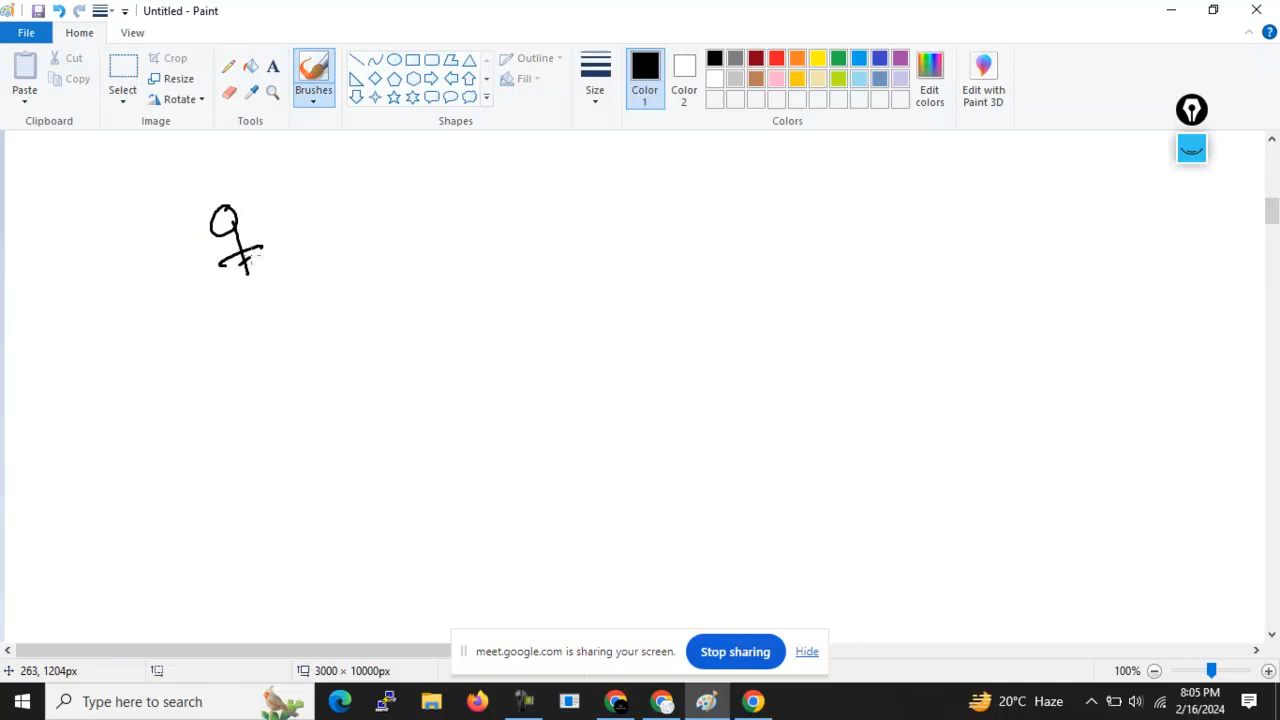 Untitled - Paint
File Home View
Paste Cut Copy Clipboard
Select Crop Resize Rotate Image
Tools
Brushes
Outline Fill Shapes
Size
Color 1 Color 2 Edit colors Colors
Edit with Paint 3D
meet.google.com is sharing your screen. Stop sharing Hide
263, 1204px 3000 × 10000px 100%
Type here to search 20°C Haze 8:05 PM
2/16/2024